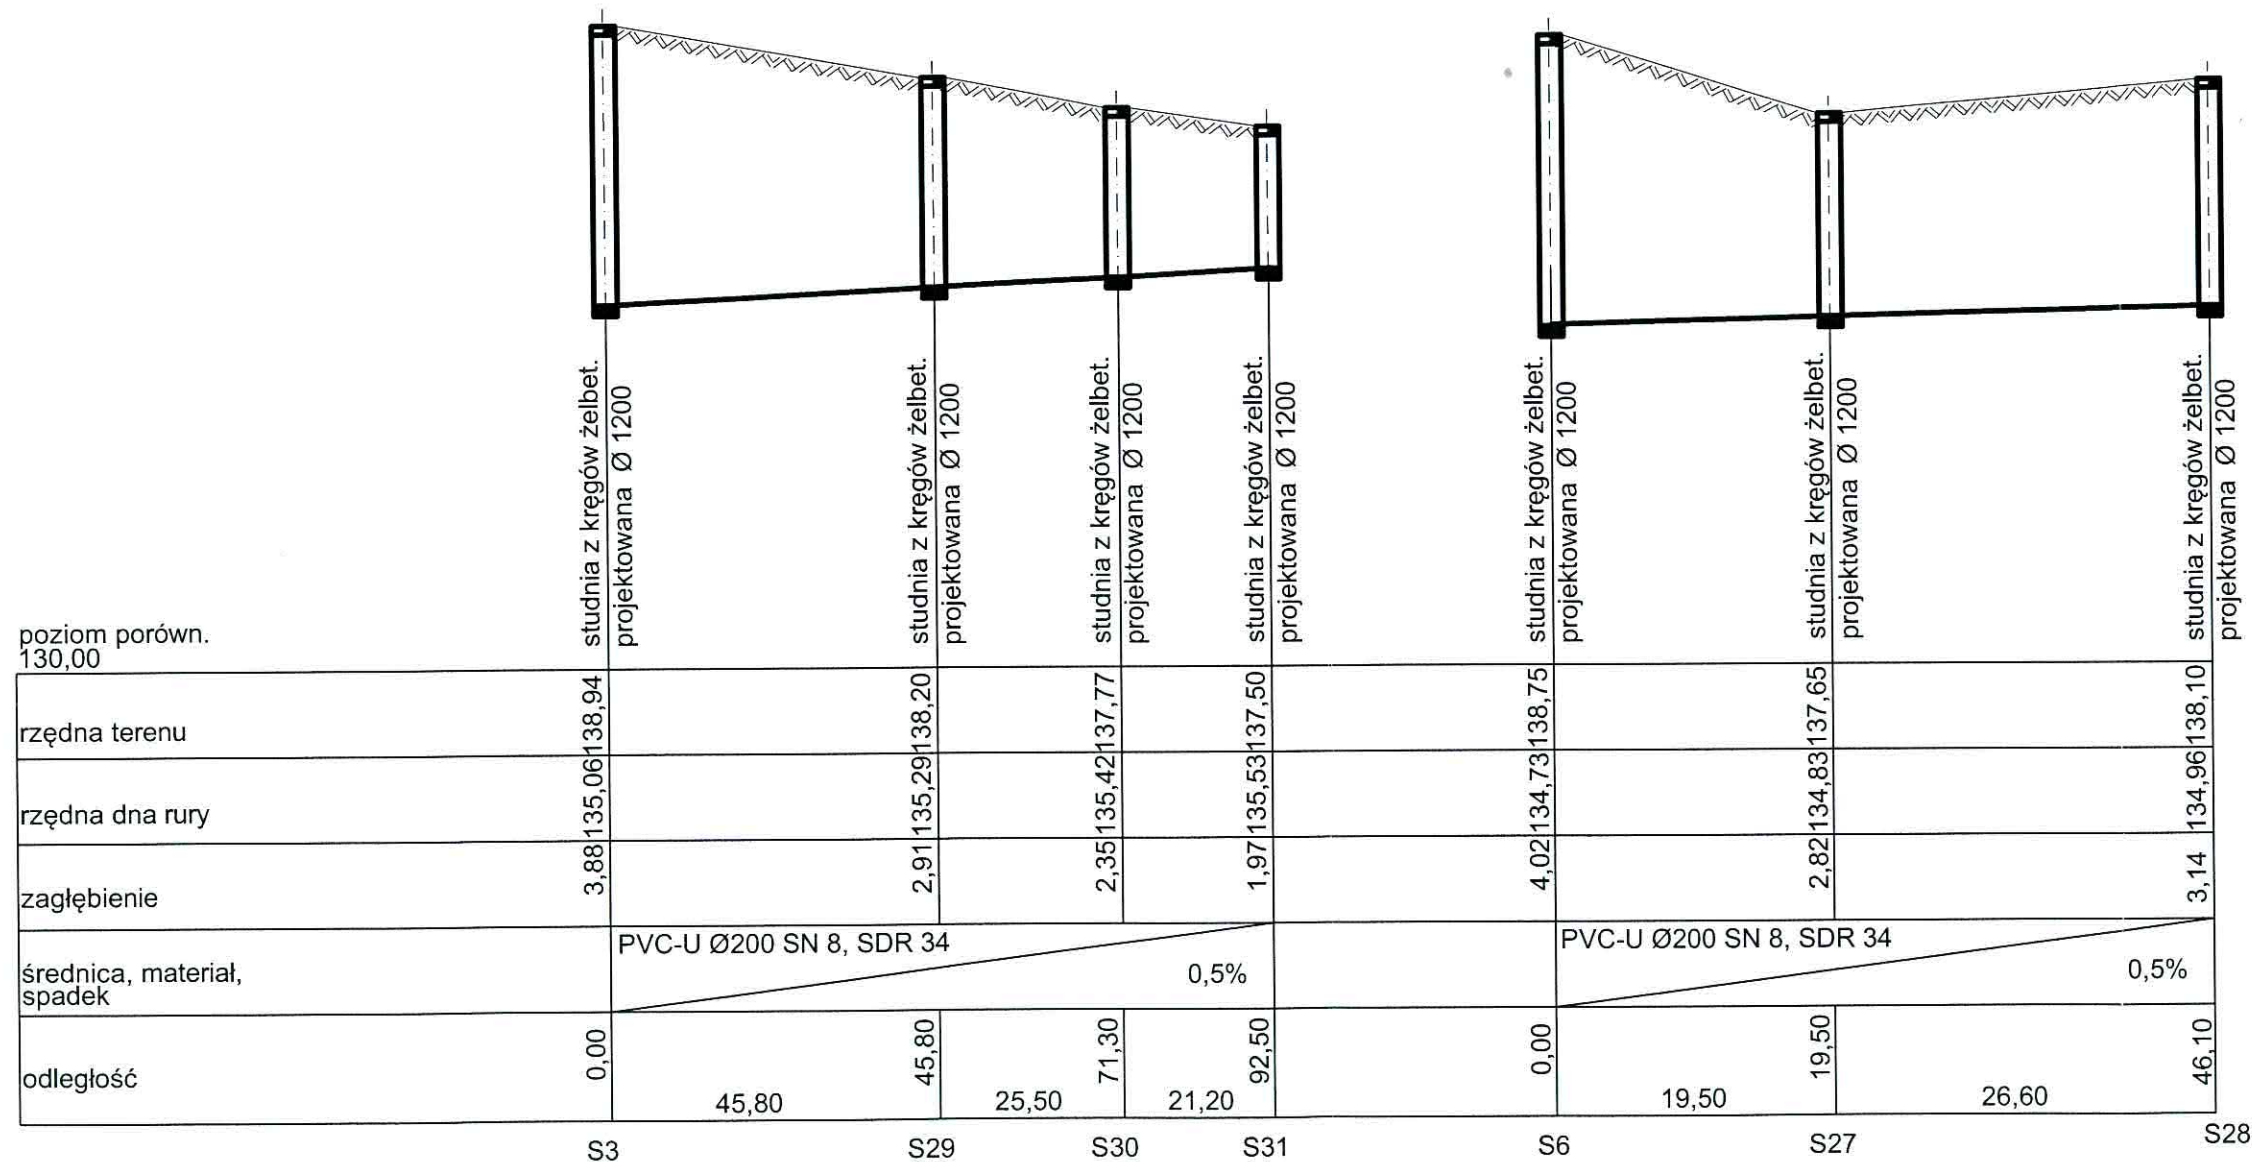 studnia z kręgów żelbet.
projektowana Ø 1200
studnia z kręgów żelbet.
projektowana Ø 1200
studnia z kręgów żelbet.
projektowana Ø 1200
studnia z kręgów żelbet.
projektowana Ø 1200
studnia z kręgów żelbet.
projektowana Ø 1200
studnia z kręgów żelbet.
projektowana Ø 1200
studnia z kręgów żelbet.
projektowana Ø 1200
poziom porówn.
130,00
rzędna terenu
138,94
138,20
137,77
137,50
138,75
137,65
138,10
rzędna dna rury
135,06
135,29
135,42
135,53
134,73
134,83
134,96
zagłębienie
3,88
2,91
2,35
1,97
4,02
2,82
3,14
średnica, materiał,
spadek
PVC-U Ø200 SN 8, SDR 34
0,5%
PVC-U Ø200 SN 8, SDR 34
0,5%
odległość
0,00
45,80
71,30
92,50
0,00
19,50
46,10
45,80
25,50
21,20
19,50
26,60
S3
S29
S30
S31
S6
S27
S28